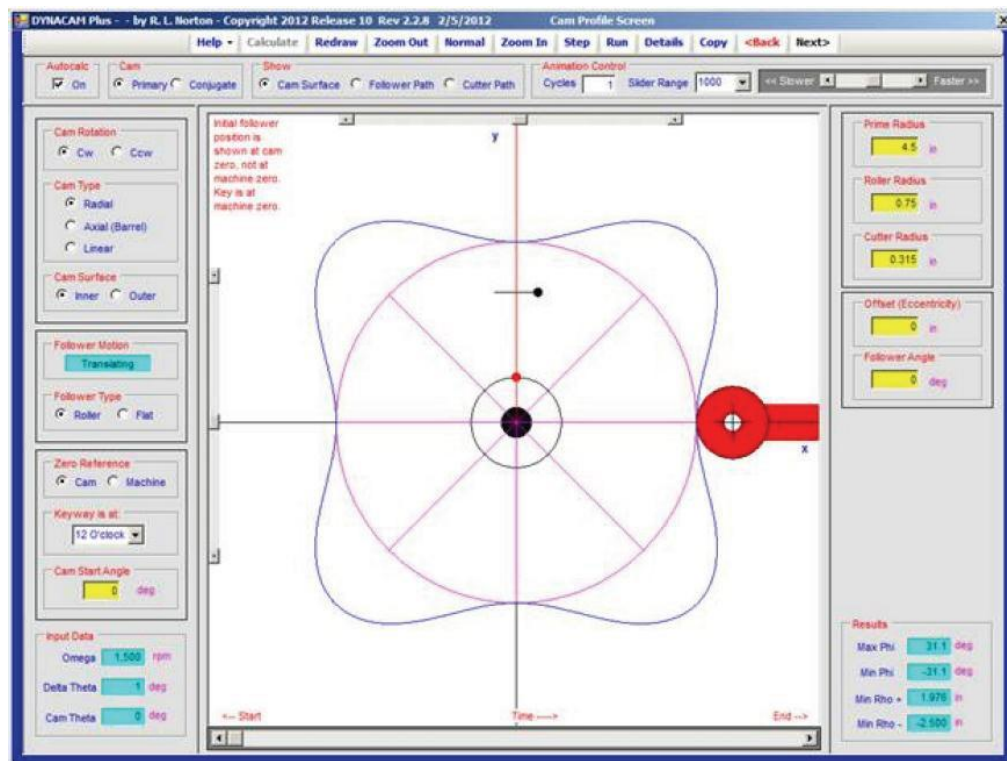 DYNACAM Plus - - by R. L. Norton - Copyright 2012 Release 10 Rev 2.2.8 2/5/2012 Cam Profile Screen
Help Calculate Redraw Zoom Out Normal Zoom In Step Run Details Copy <Back Next>
Autocalc
On
Cam
Primary Conjugate
Show
Cam Surface Follower Path Cutter Path
Animation Control
Cycles 1 Slider Range 1000 << Slower Faster >>
Cam Rotation
Cw Ccw
Cam Type
Radial
Axial (Barrel)
Linear
Cam Surface
Inner Outer
Follower Motion
Translating
Follower Type
Roller Flat
Zero Reference
Cam Machine
Keyway is at:
12 O'clock
Cam Start Angle
0 deg
Input Data
Omega 1,500 rpm
Delta Theta 1 deg
Cam Theta 0 deg
Initial follower
position is
shown at cam
zero, not at
machine zero.
Key is at
machine zero.
y
x
<-- Start Time ----> End -->
Prime Radius
4.5 in
Roller Radius
0.75 in
Cutter Radius
0.315 in
Offset (Eccentricity)
0 in
Follower Angle
0 deg
Results
Max Phi 31.1 deg
Min Phi -31.1 deg
Min Rho + 1.976 in
Min Rho - -2.500 in